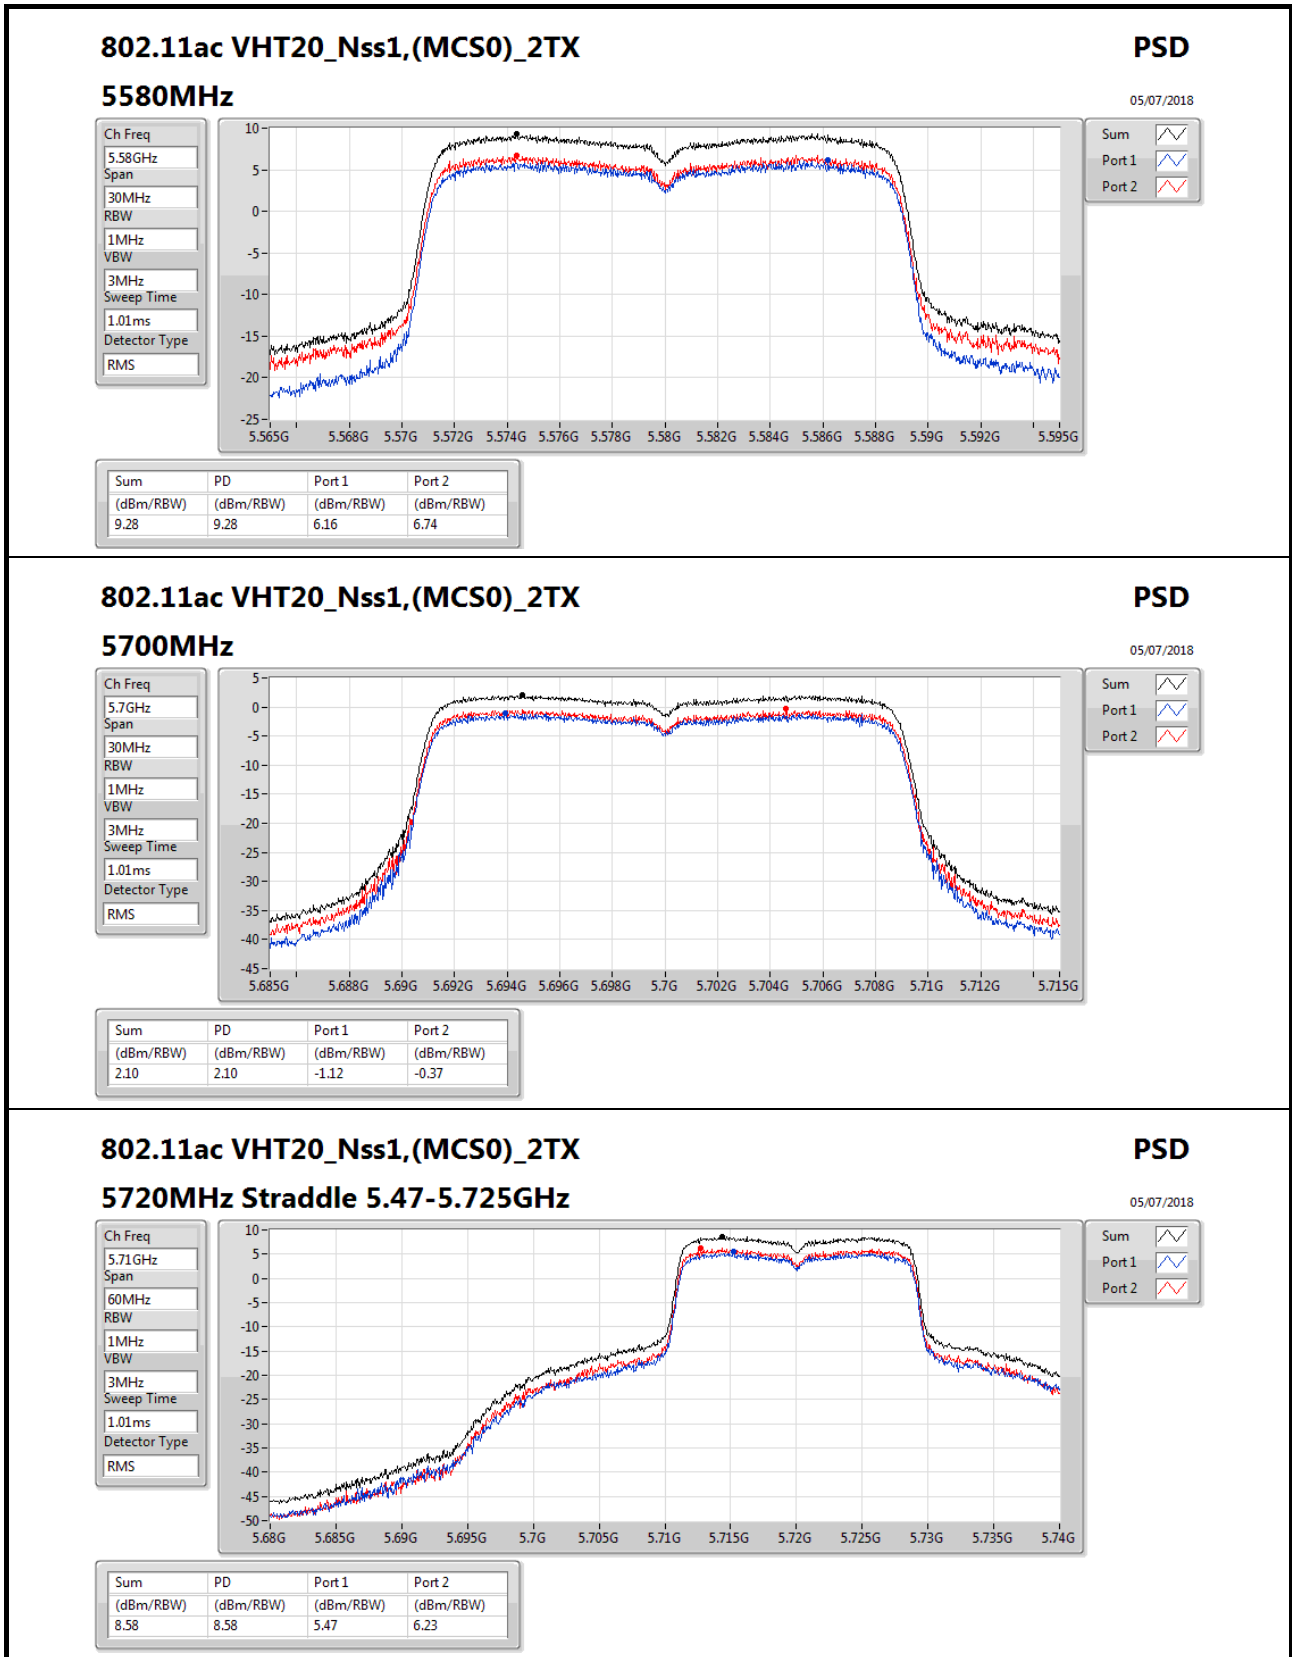 802.11ac VHT20_Nss1,(MCS0)_2TX PSD
5580MHz 05/07/2018
Ch Freq
5.58GHz
Span
30MHz
RBW
1MHz
VBW
3MHz
Sweep Time
1.01ms
Detector Type
RMS
10
5
0
-5
-10
-15
-20
-25
5.565G 5.568G 5.57G 5.572G 5.574G 5.576G 5.578G 5.58G 5.582G 5.584G 5.586G 5.588G 5.59G 5.592G 5.595G
Sum
Port 1
Port 2
Sum PD Port 1 Port 2
(dBm/RBW) (dBm/RBW) (dBm/RBW) (dBm/RBW)
9.28 9.28 6.16 6.74
802.11ac VHT20_Nss1,(MCS0)_2TX PSD
5700MHz 05/07/2018
Ch Freq
5.7GHz
Span
30MHz
RBW
1MHz
VBW
3MHz
Sweep Time
1.01ms
Detector Type
RMS
5
0
-5
-10
-15
-20
-25
-30
-35
-40
-45
5.685G 5.688G 5.69G 5.692G 5.694G 5.696G 5.698G 5.7G 5.702G 5.704G 5.706G 5.708G 5.71G 5.712G 5.715G
Sum
Port 1
Port 2
Sum PD Port 1 Port 2
(dBm/RBW) (dBm/RBW) (dBm/RBW) (dBm/RBW)
2.10 2.10 -1.12 -0.37
802.11ac VHT20_Nss1,(MCS0)_2TX PSD
5720MHz Straddle 5.47-5.725GHz 05/07/2018
Ch Freq
5.71GHz
Span
60MHz
RBW
1MHz
VBW
3MHz
Sweep Time
1.01ms
Detector Type
RMS
10
5
0
-5
-10
-15
-20
-25
-30
-35
-40
-45
-50
5.68G 5.685G 5.69G 5.695G 5.7G 5.705G 5.71G 5.715G 5.72G 5.725G 5.73G 5.735G 5.74G
Sum
Port 1
Port 2
Sum PD Port 1 Port 2
(dBm/RBW) (dBm/RBW) (dBm/RBW) (dBm/RBW)
8.58 8.58 5.47 6.23